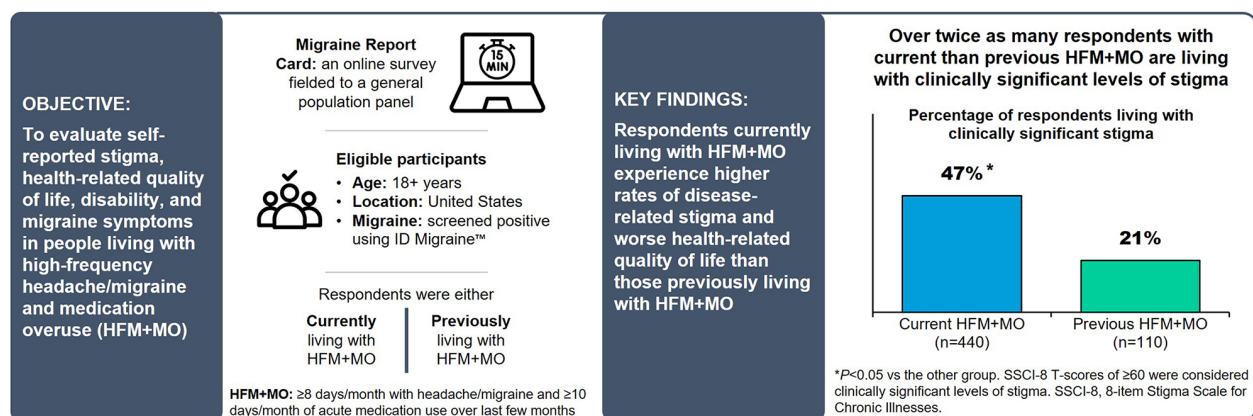 OBJECTIVE:
To evaluate self-
reported stigma,
health-related quality
of life, disability, and
migraine symptoms
in people living with
high-frequency
headache/migraine
and medication
overuse (HFM+MO)
Migraine Report
Card: an online survey
fielded to a general
population panel
15
MIN
Eligible participants
• Age: 18+ years
• Location: United States
• Migraine: screened positive
using ID Migraine™
Respondents were either
Currently
living with
HFM+MO
Previously
living with
HFM+MO
HFM+MO: ≥8 days/month with headache/migraine and ≥10
days/month of acute medication use over last few months
KEY FINDINGS:
Respondents currently
living with HFM+MO
experience higher
rates of disease-
related stigma and
worse health-related
quality of life than
those previously living
with HFM+MO
Over twice as many respondents with
current than previous HFM+MO are living
with clinically significant levels of stigma
Percentage of respondents living with
clinically significant stigma
47%*
21%
Current HFM+MO
(n=440)
Previous HFM+MO
(n=110)
*P<0.05 vs the other group. SSCI-8 T-scores of ≥60 were considered
clinically significant levels of stigma. SSCI-8, 8-item Stigma Scale for
Chronic Illnesses.